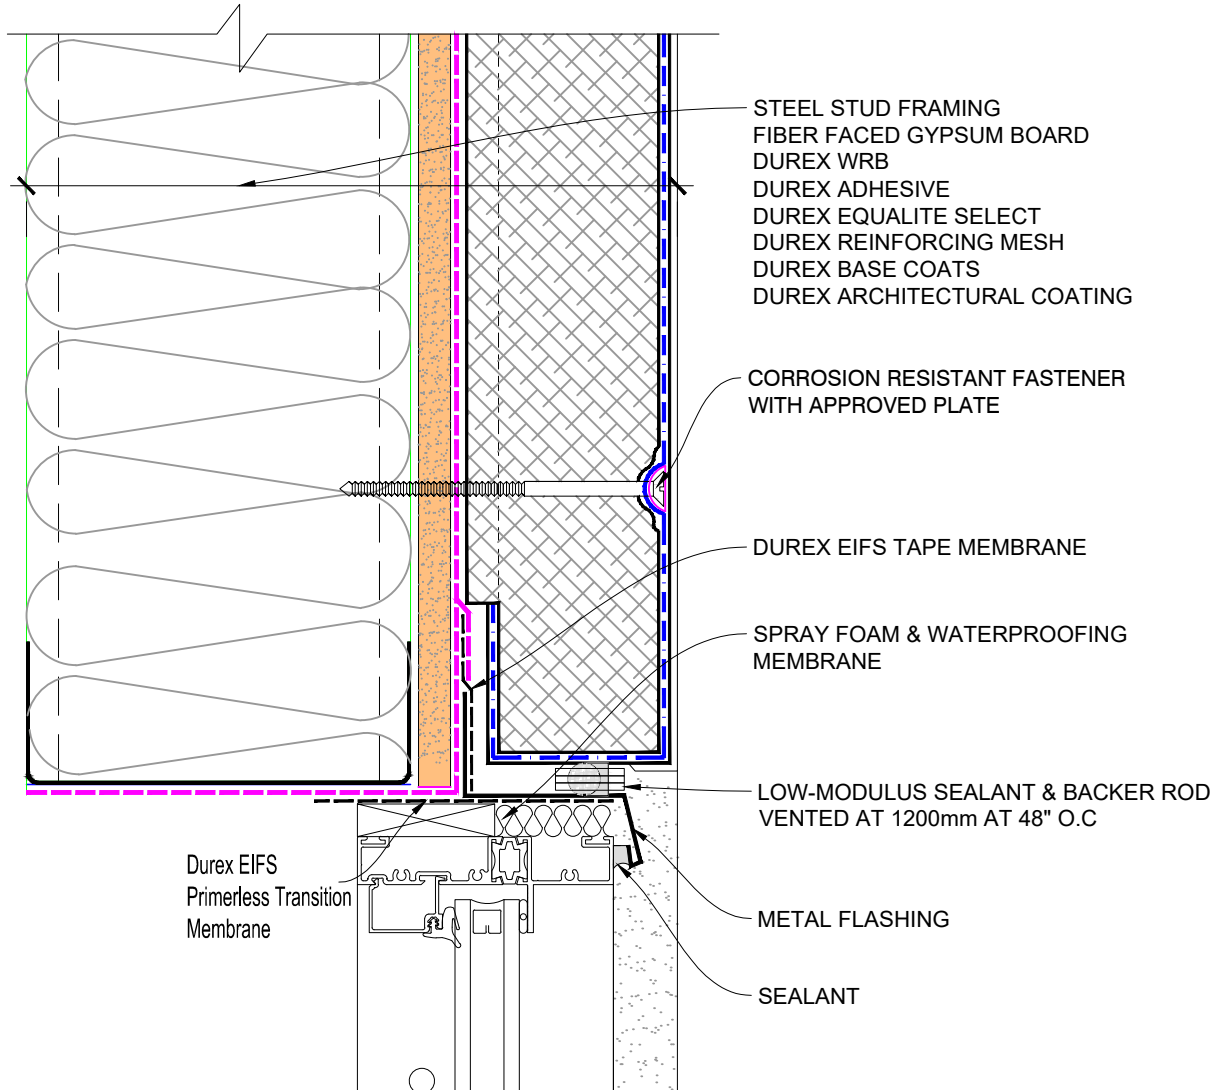 STEEL STUD FRAMING
FIBER FACED GYPSUM BOARD
DUREX WRB
DUREX ADHESIVE
DUREX EQUALITE SELECT
DUREX REINFORCING MESH
DUREX BASE COATS
DUREX ARCHITECTURAL COATING
CORROSION RESISTANT FASTENER
WITH APPROVED PLATE
DUREX EIFS TAPE MEMBRANE
SPRAY FOAM & WATERPROOFING
MEMBRANE
LOW-MODULUS SEALANT & BACKER ROD
VENTED AT 1200mm AT 48" O.C
Durex EIFS
Primerless Transition
Membrane
METAL FLASHING
SEALANT